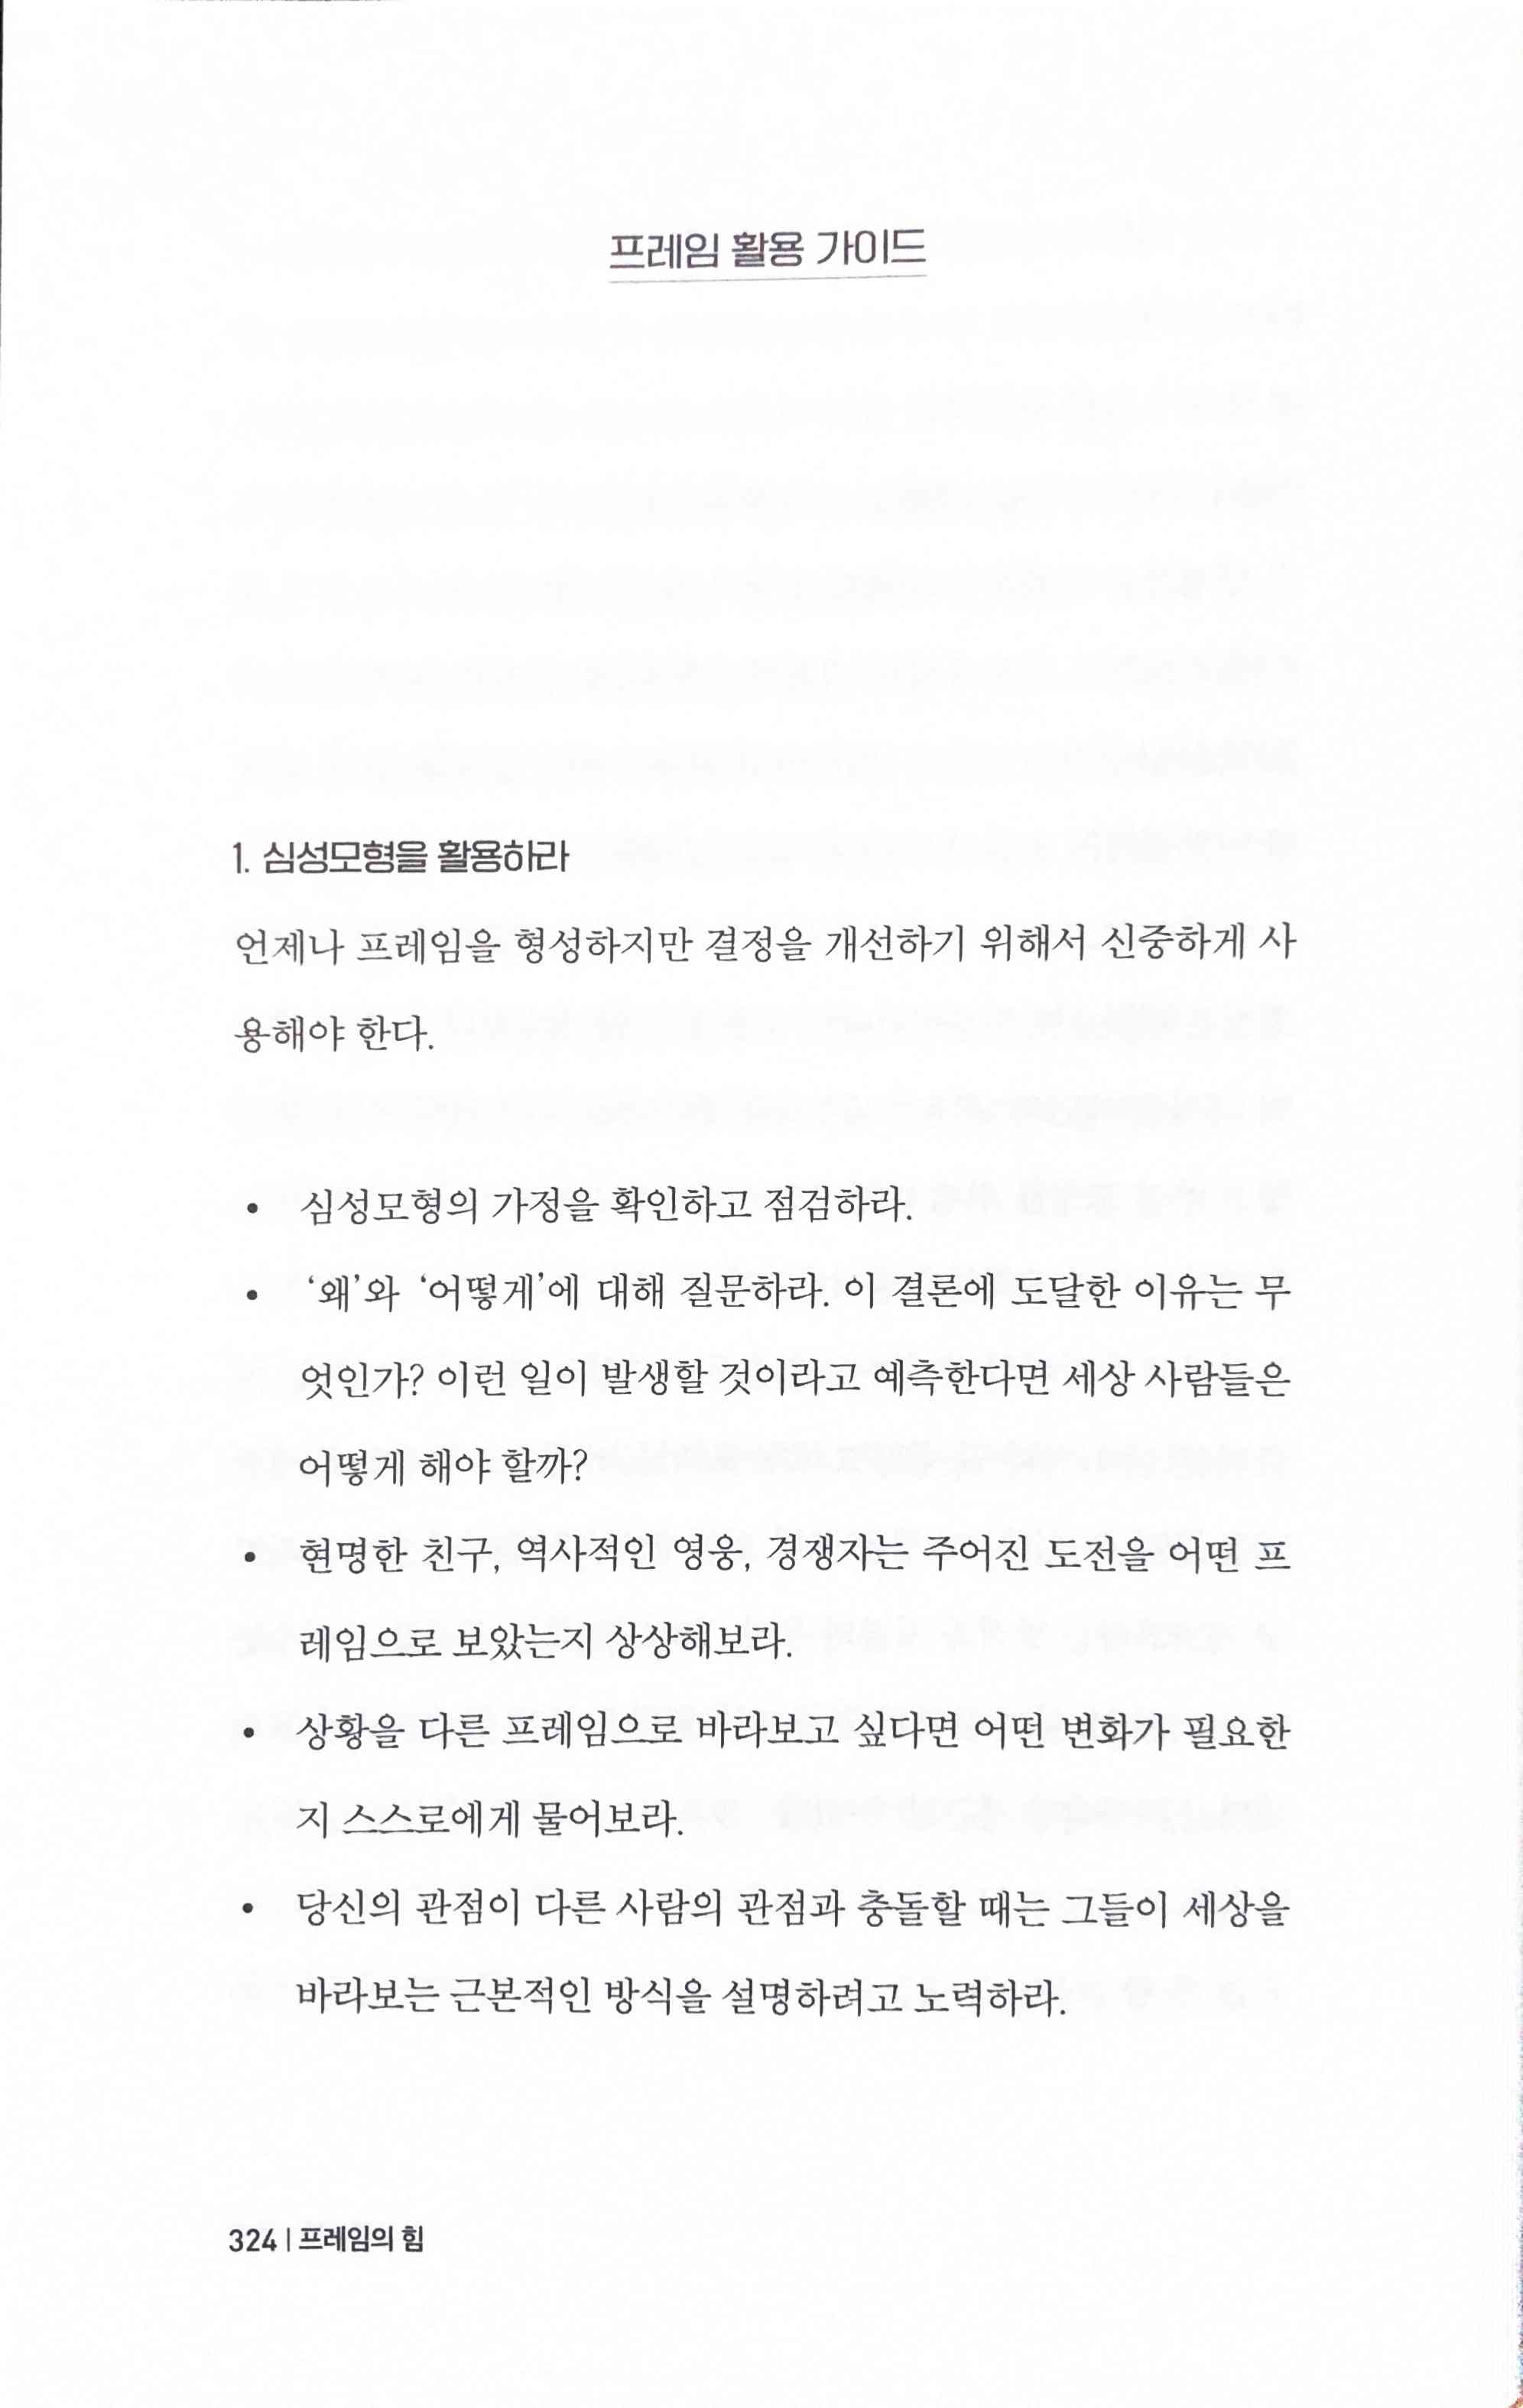 프레임 활용 가이드
1. 심성모형을 활용하라
언제나 프레임을 형성하지만 결정을 개선하기 위해서 신중하게 사
용해야 한다.
• 심성모형의 가정을 확인하고 점검하라.
• ‘왜’와 ‘어떻게’에 대해 질문하라. 이 결론에 도달한 이유는 무
엇인가? 이런 일이 발생할 것이라고 예측한다면 세상 사람들은
어떻게 해야 할까?
• 현명한 친구, 역사적인 영웅, 경쟁자는 주어진 도전을 어떤 프
레임으로 보았는지 상상해보라.
• 상황을 다른 프레임으로 바라보고 싶다면 어떤 변화가 필요한
지 스스로에게 물어보라.
• 당신의 관점이 다른 사람의 관점과 충돌할 때는 그들이 세상을
바라보는 근본적인 방식을 설명하려고 노력하라.
324 | 프레임의 힘